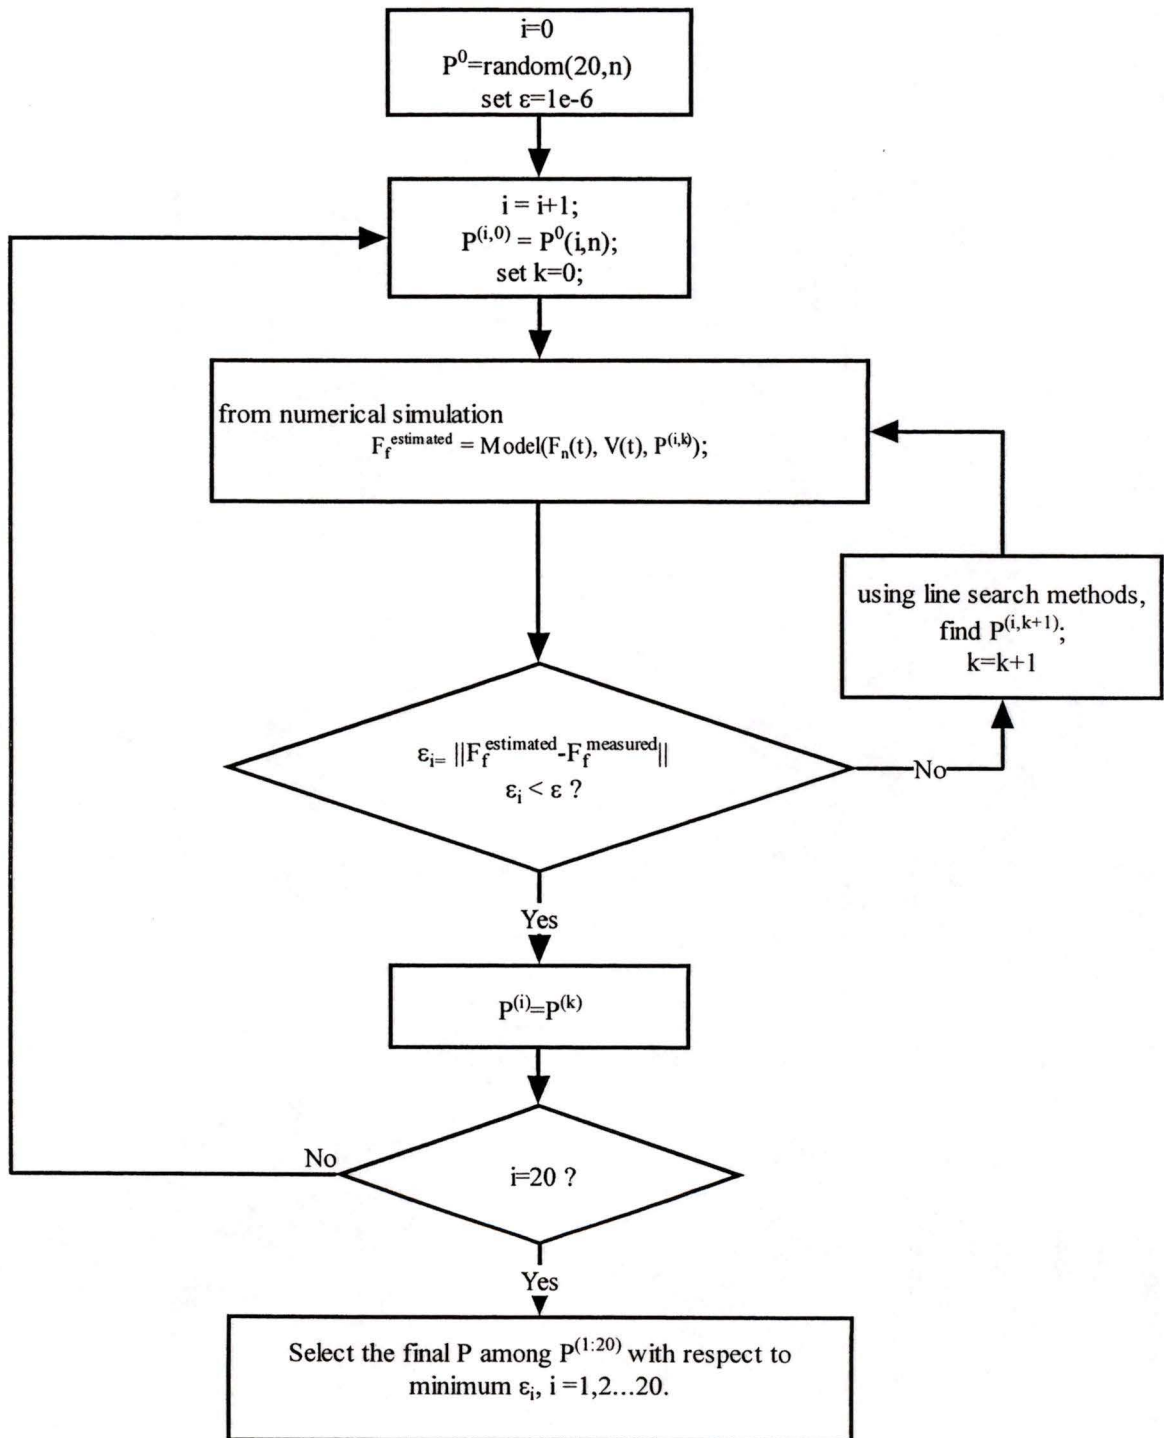 i=0
P⁰=random(20,n)
set ε=1e-6
i = i+1;
P⁽ⁱ,⁰⁾ = P⁰(i,n);
set k=0;
from numerical simulation
F_f^estimated = Model(F_n(t), V(t), P^(i,k));
using line search methods,
find P^(i,k+1);
k=k+1
ε_i= ||F_f^estimated-F_f^measured||
ε_i < ε ?
No
Yes
P^(i)=P^(k)
No
i=20 ?
Yes
Select the final P among P^(1:20) with respect to
minimum ε_i, i =1,2...20.